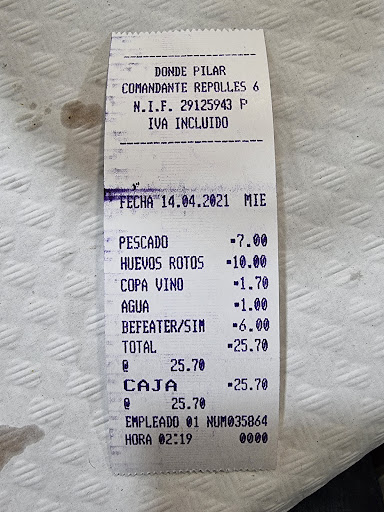 DONDE PILAR
COMANDANTE REPOLLES 6
N.I.F. 29125943 P
IVA INCLUIDO
FECHA 14.04.2021 MIE
PESCADO ▪7.00
HUEVOS ROTOS ▪10.00
COPA VINO ▪1.70
AGUA ▪1.00
BEFEATER/SIM ▪6.00
TOTAL ▪25.70
@ 25.70
CAJA ▪25.70
@ 25.70
EMPLEADO 01 NUM035864
HORA 02:19 0000